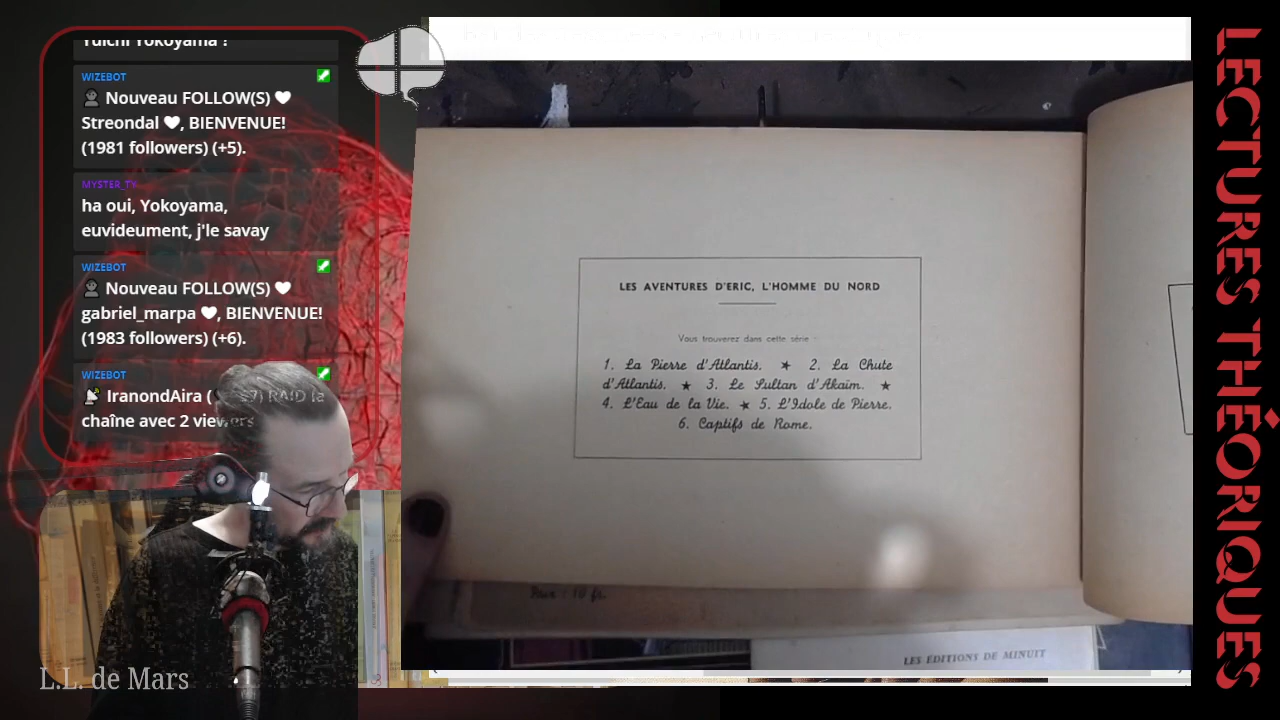 Yuichi Yokoyama ?
WIZEBOT
Nouveau FOLLOW(S) ♥
Streondal ♥, BIENVENUE!
(1981 followers) (+5).
MYSTER_TY
ha oui, Yokoyama,
euvideument, j'le savay
WIZEBOT
Nouveau FOLLOW(S) ♥
gabriel_marpa ♥, BIENVENUE!
(1983 followers) (+6).
WIZEBOT
IranondAira ( RAID la
chaîne avec 2 viewers
L.L. de Mars
LES AVENTURES D'ERIC, L'HOMME DU NORD
Vous trouverez dans cette série
1. La Pierre d'Atlantis. ★ 2. La Chute
d'Atlantis. ★ 3. Le Sultan d'Akaïm. ★
4. L'Eau de la Vie. ★ 5. L'Idole de Pierre.
6. Captifs de Rome.
LES ÉDITIONS DE MINUIT
LECTURES THÉORIQUES